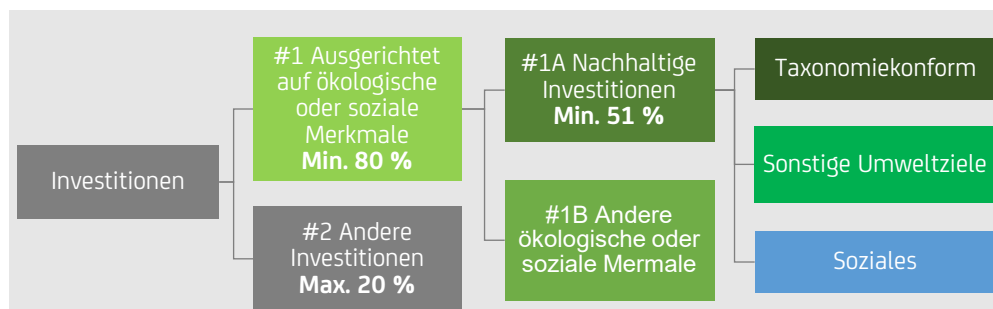 Investitionen
#1 Ausgerichtet
auf ökologische
oder soziale
Merkmale
Min. 80 %
#2 Andere
Investitionen
Max. 20 %
#1A Nachhaltige
Investitionen
Min. 51 %
#1B Andere
ökologische oder
soziale Mermale
Taxonomiekonform
Sonstige Umweltziele
Soziales